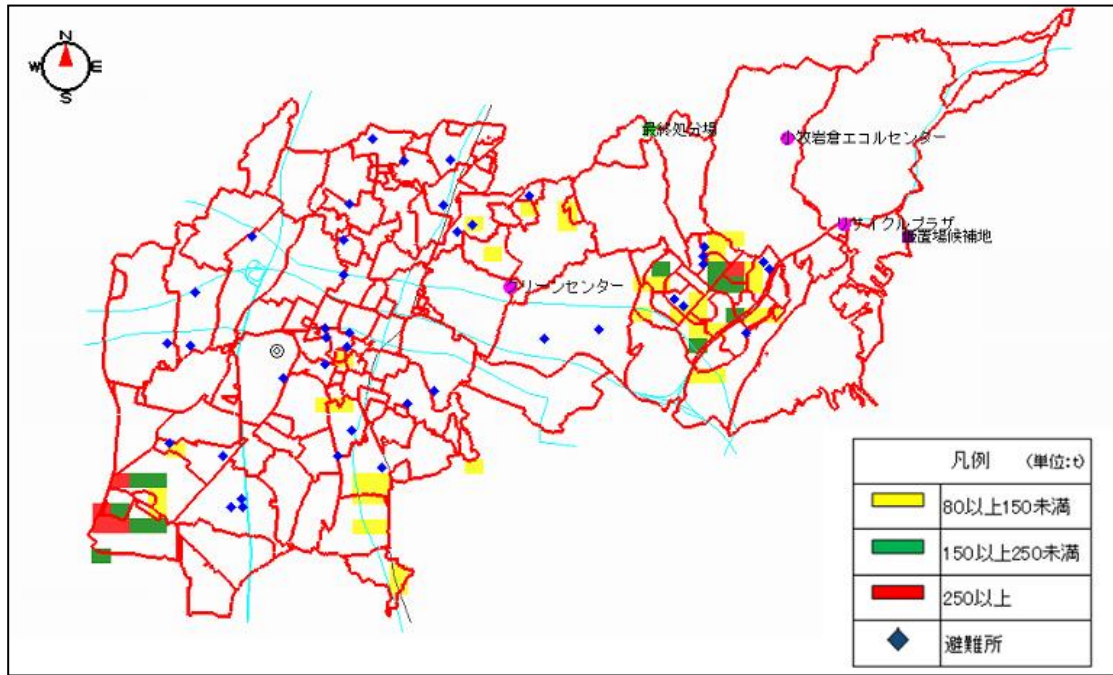 N
W E
S
最終処分場
小牧岩倉エコルセンター
リサイクルプラザ
仮置場候補地
クリーンセンター
凡例 (単位:t)
80以上150未満
150以上250未満
250以上
避難所